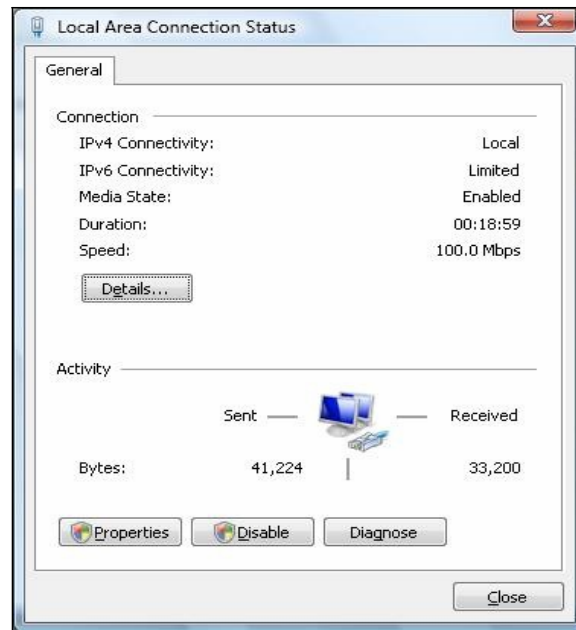 Local Area Connection Status
General
Connection
IPv4 Connectivity: Local
IPv6 Connectivity: Limited
Media State: Enabled
Duration: 00:18:59
Speed: 100.0 Mbps
Details...
Activity
Sent Received
Bytes: 41,224 33,200
Properties Disable Diagnose
Close